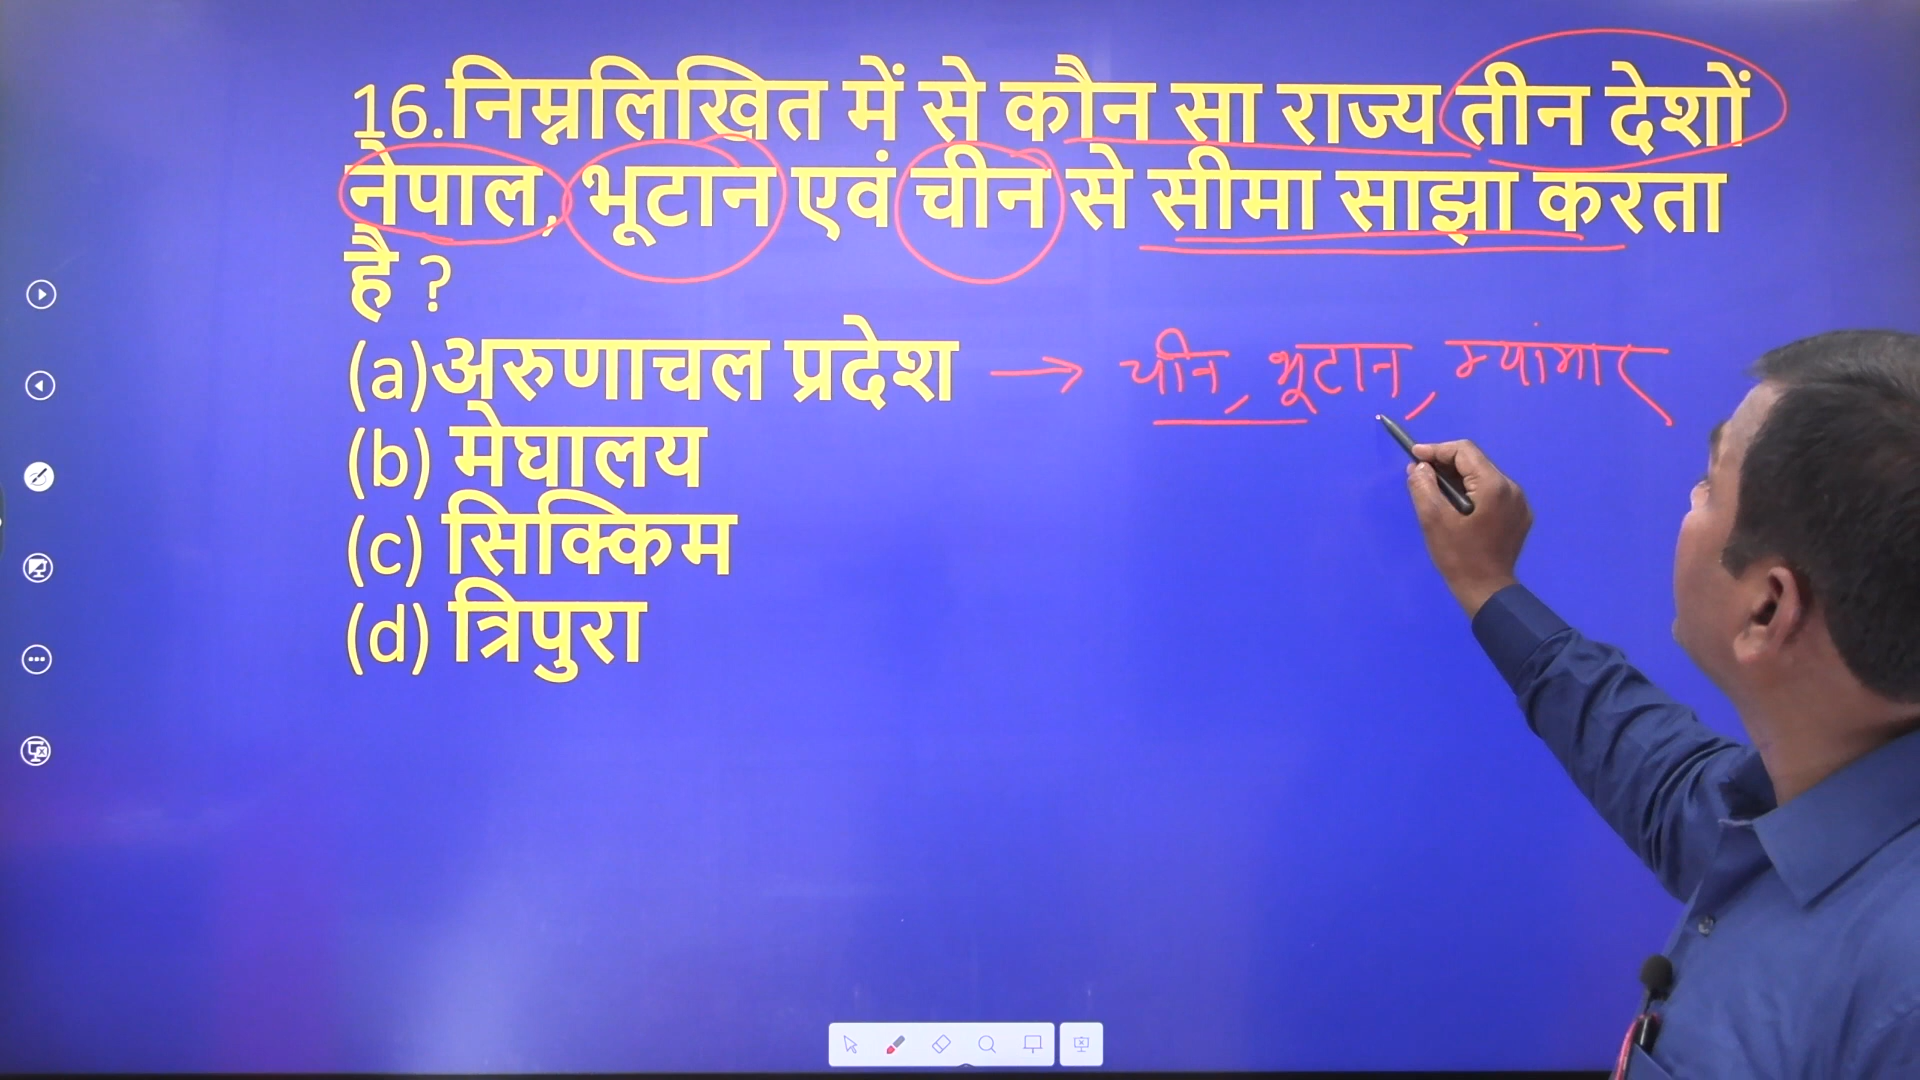 16.निम्नलिखित में से कौन सा राज्य तीन देशों
नेपाल, भूटान एवं चीन से सीमा साझा करता
है ?
(a)अरुणाचल प्रदेश → चीन, भूटान, म्यांमार
(b) मेघालय
(c) सिक्किम
(d) त्रिपुरा